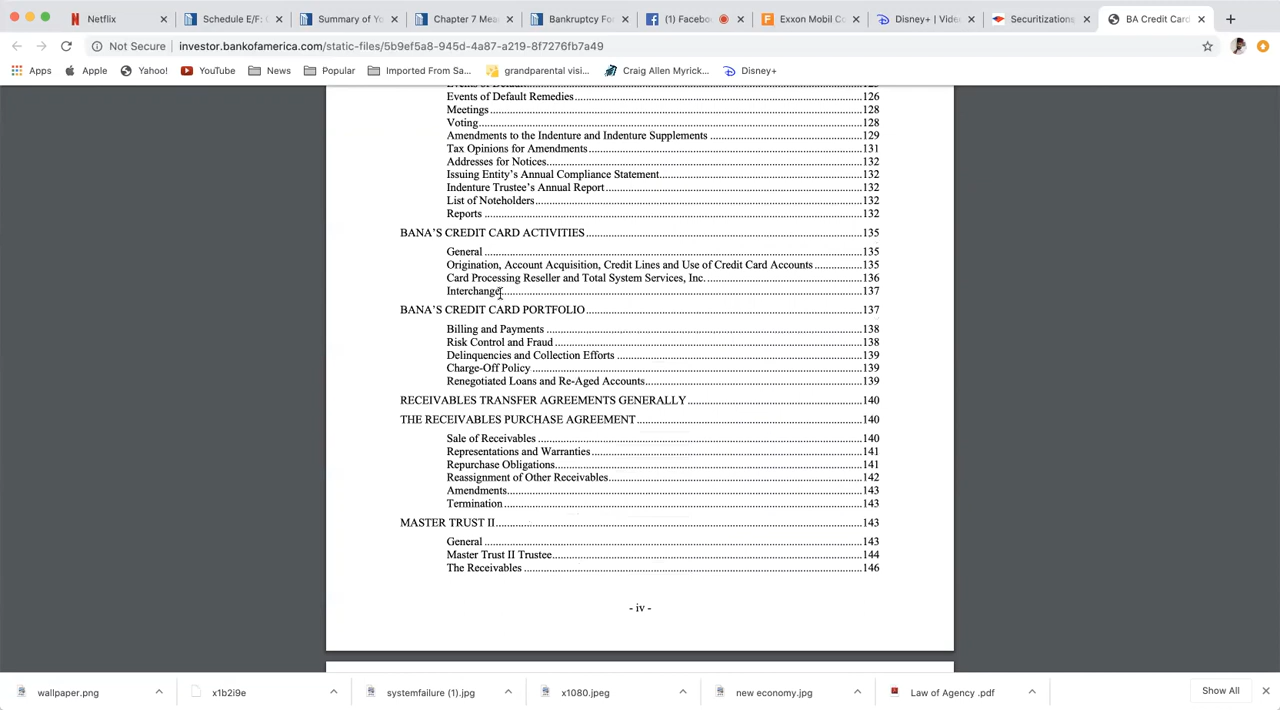 Netflix
Schedule E/F:
Summary of Yo
Chapter 7 Mea
Bankruptcy Fo
(1) Facebo
Exxon Mobil Co
Disney+ | Vide
Securitizations
BA Credit Card
Not Secure | investor.bankofamerica.com/static-files/5b9ef5a8-945d-4a87-a219-8f7276fb7a49
Apps
Apple
Yahoo!
YouTube
News
Popular
Imported From Sa...
grandparental visi...
Craig Allen Myrick...
Disney+
Events of Default Remedies 126
Meetings 128
Voting 128
Amendments to the Indenture and Indenture Supplements 129
Tax Opinions for Amendments 131
Addresses for Notices 132
Issuing Entity's Annual Compliance Statement 132
Indenture Trustee's Annual Report 132
List of Noteholders 132
Reports 132
BANA'S CREDIT CARD ACTIVITIES 135
General 135
Origination, Account Acquisition, Credit Lines and Use of Credit Card Accounts 135
Card Processing Reseller and Total System Services, Inc. 136
Interchange 137
BANA'S CREDIT CARD PORTFOLIO 137
Billing and Payments 138
Risk Control and Fraud 138
Delinquencies and Collection Efforts 139
Charge-Off Policy 139
Renegotiated Loans and Re-Aged Accounts 139
RECEIVABLES TRANSFER AGREEMENTS GENERALLY 140
THE RECEIVABLES PURCHASE AGREEMENT 140
Sale of Receivables 140
Representations and Warranties 141
Repurchase Obligations 141
Reassignment of Other Receivables 142
Amendments 143
Termination 143
MASTER TRUST II 143
General 143
Master Trust II Trustee 144
The Receivables 146
- iv -
wallpaper.png
x1b2i9e
systemfailure (1).jpg
x1080.jpeg
new economy.jpg
Law of Agency .pdf
Show All